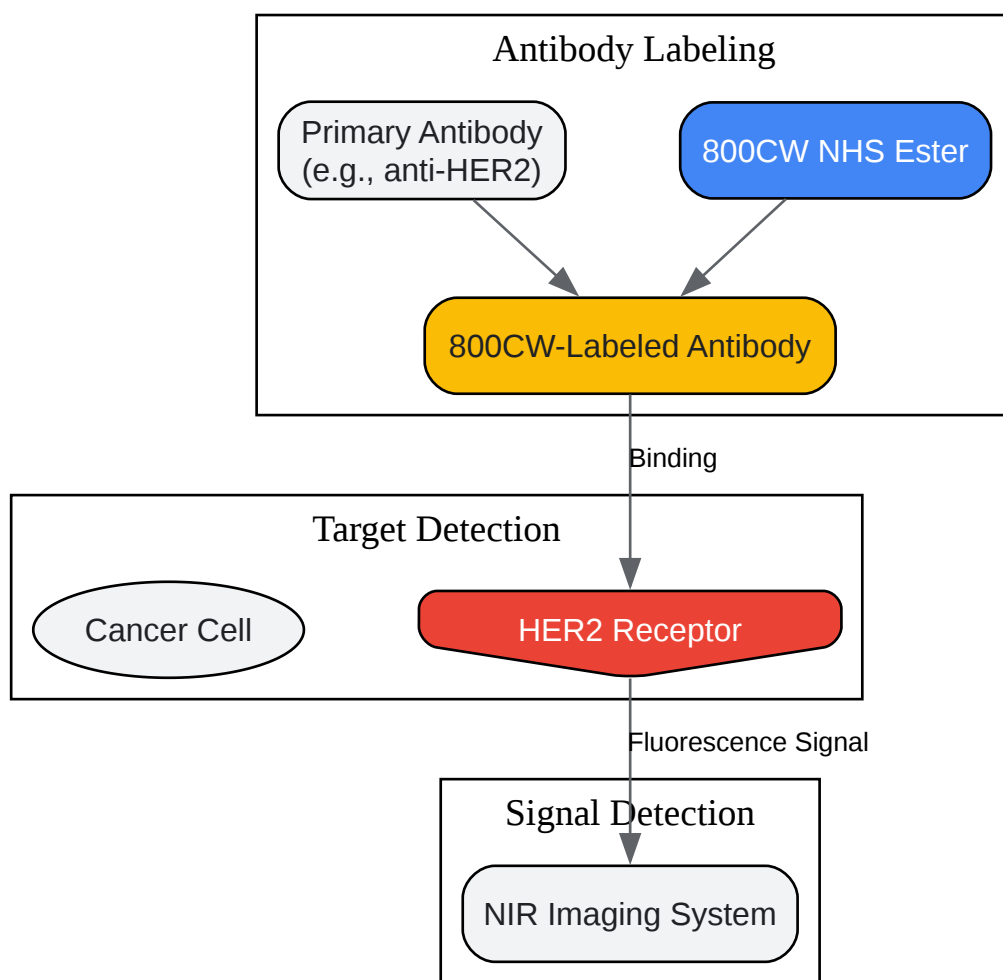 Antibody Labeling
Primary Antibody
(e.g., anti-HER2)
800CW NHS Ester
800CW-Labeled Antibody
Binding
Target Detection
Cancer Cell
HER2 Receptor
Fluorescence Signal
Signal Detection
NIR Imaging System